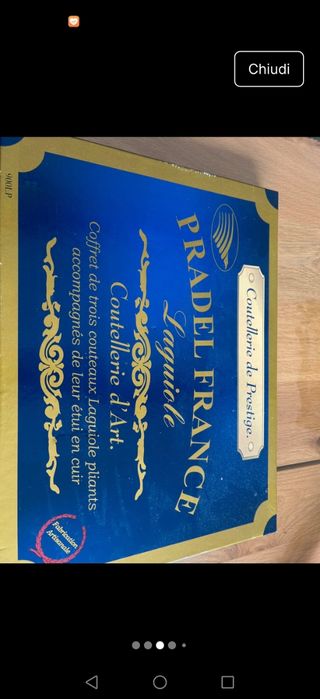 Chiudi
Coutellerie de Prestige.
PRADEL FRANCE
Laguiole
Coutellerie d'Art.
Coffret de trois couteaux Laguiole pliants
accompagnés de leur étui en cuir
Fabrication
Artisanale
900LP